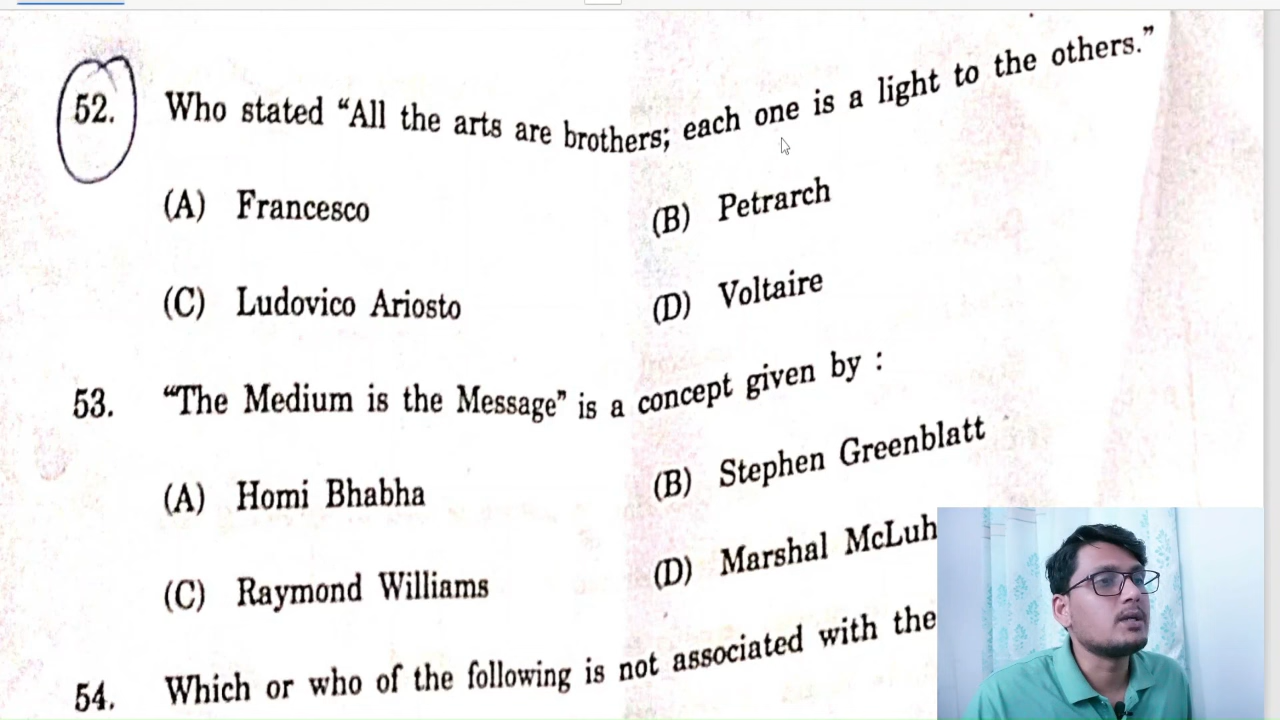 52. Who stated “All the arts are brothers; each one is a light to the others.”
(A) Francesco (B) Petrarch
(C) Ludovico Ariosto (D) Voltaire
53. “The Medium is the Message” is a concept given by :
(A) Homi Bhabha (B) Stephen Greenblatt
(C) Raymond Williams (D) Marshal McLuh
54. Which or who of the following is not associated with the